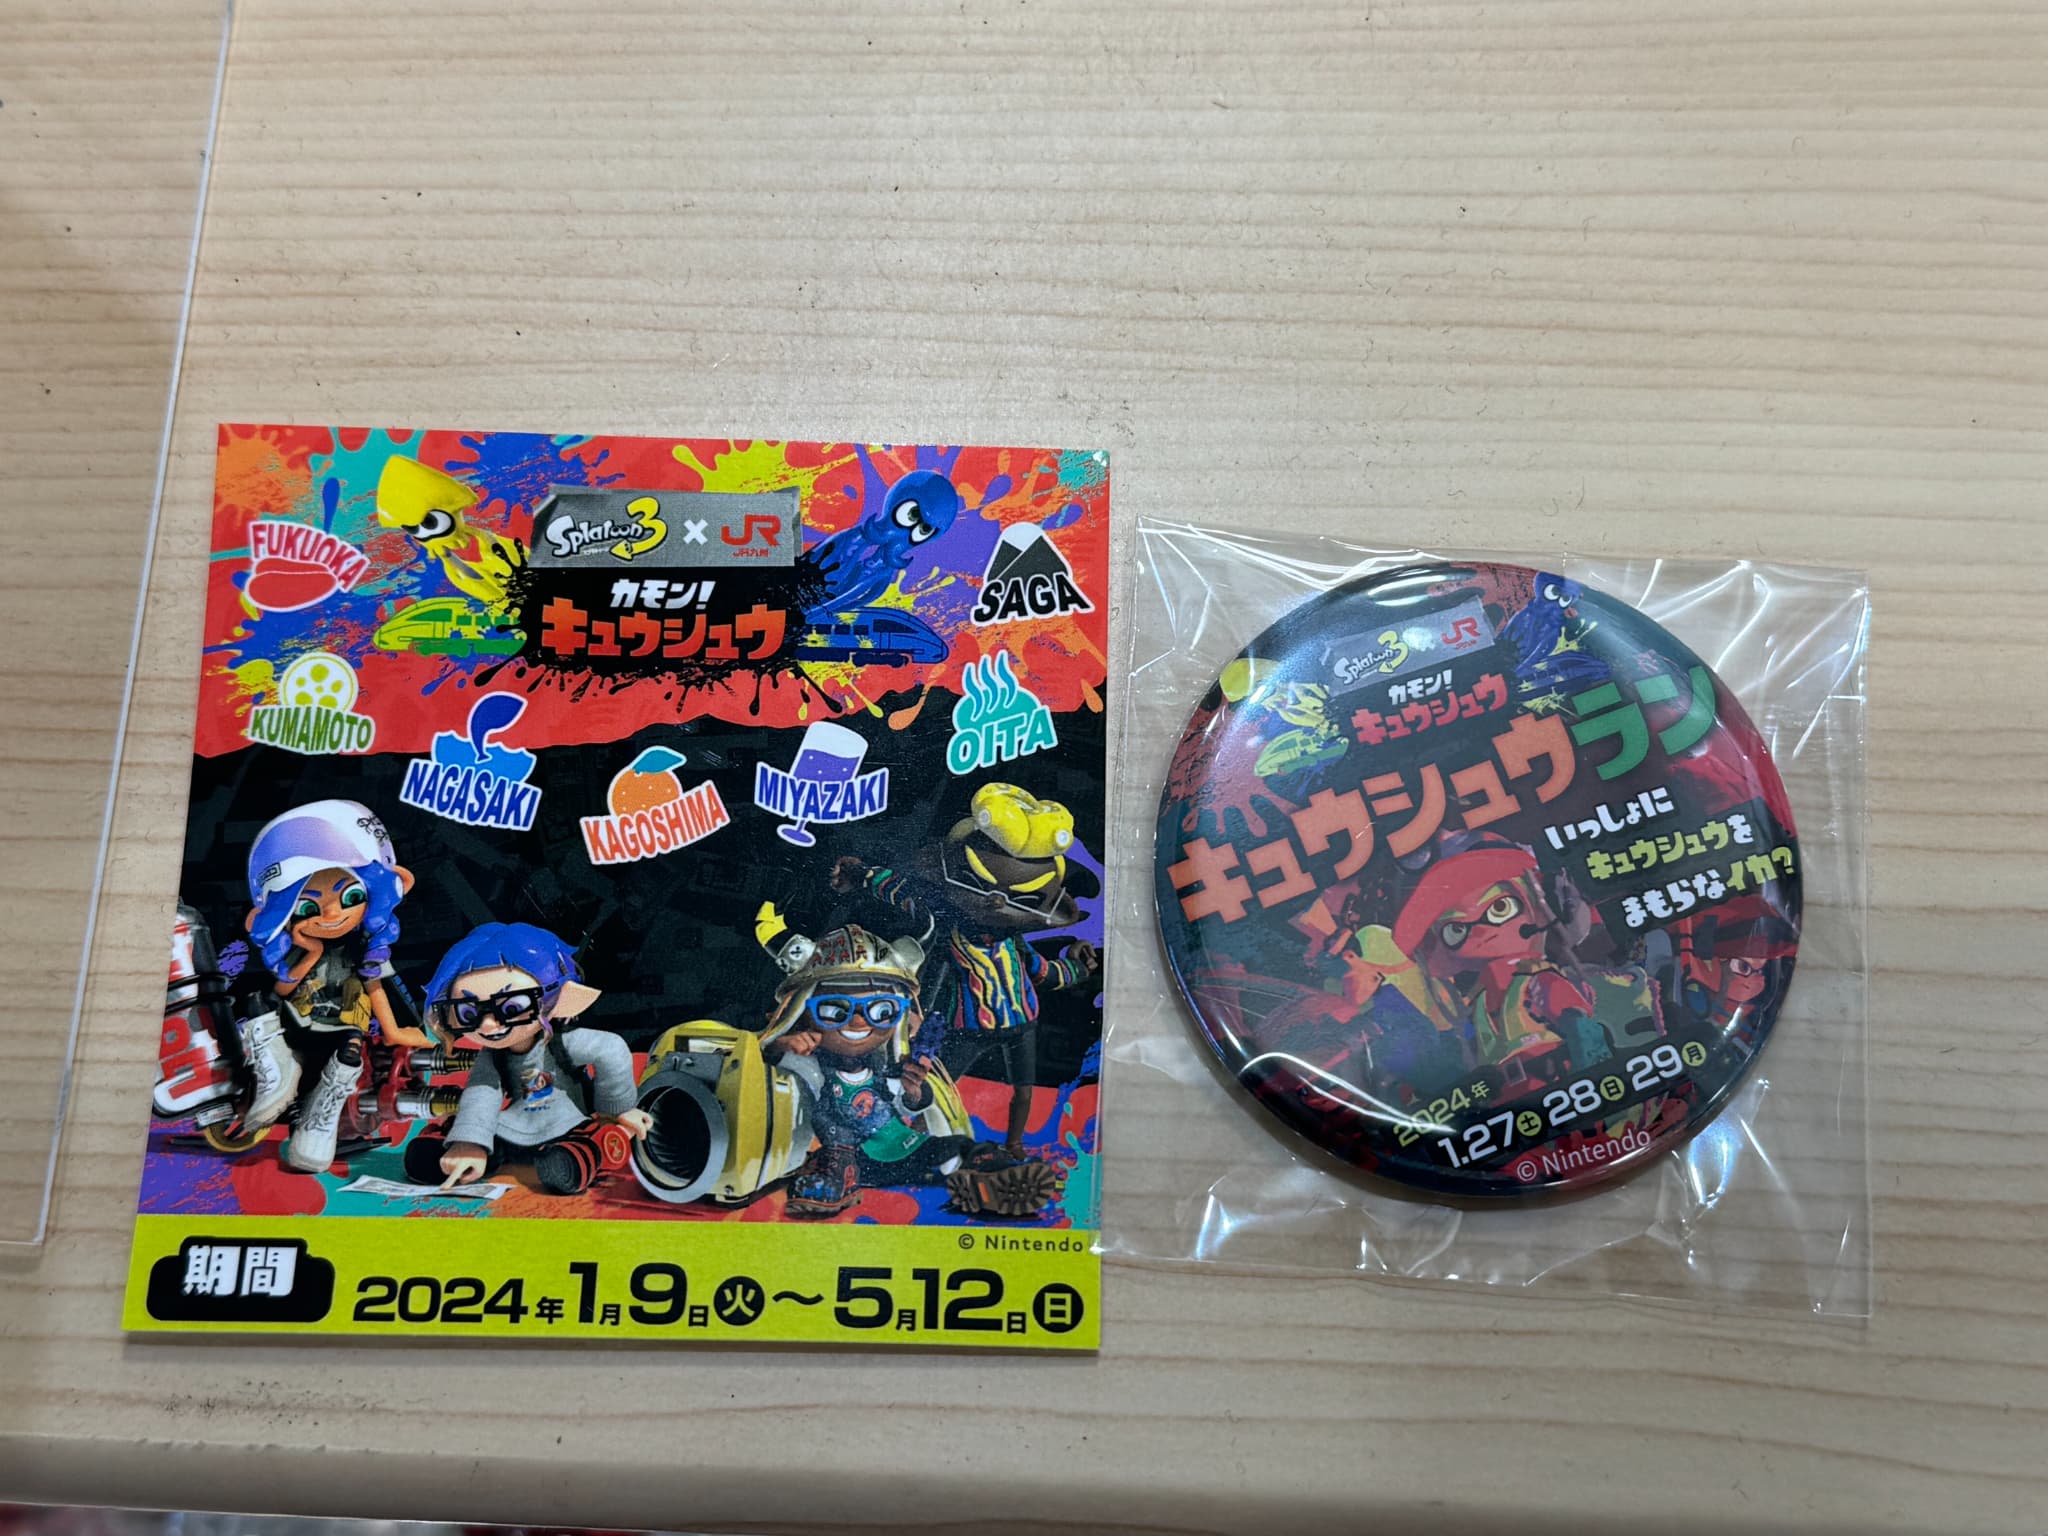 Splatoon3 × JR
JR九州
カモン!
キュウシュウ
FUKUOKA
SAGA
KUMAMOTO
NAGASAKI
KAGOSHIMA
MIYAZAKI
OITA
© Nintendo
期間
2024年1月9日火〜5月12日日
Splatoon3 × JR
カモン!
キュウシュウ
キュウシュウラン
いっしょに
キュウシュウを
まもらなイカ?
2024年
1.27土28日29月
© Nintendo